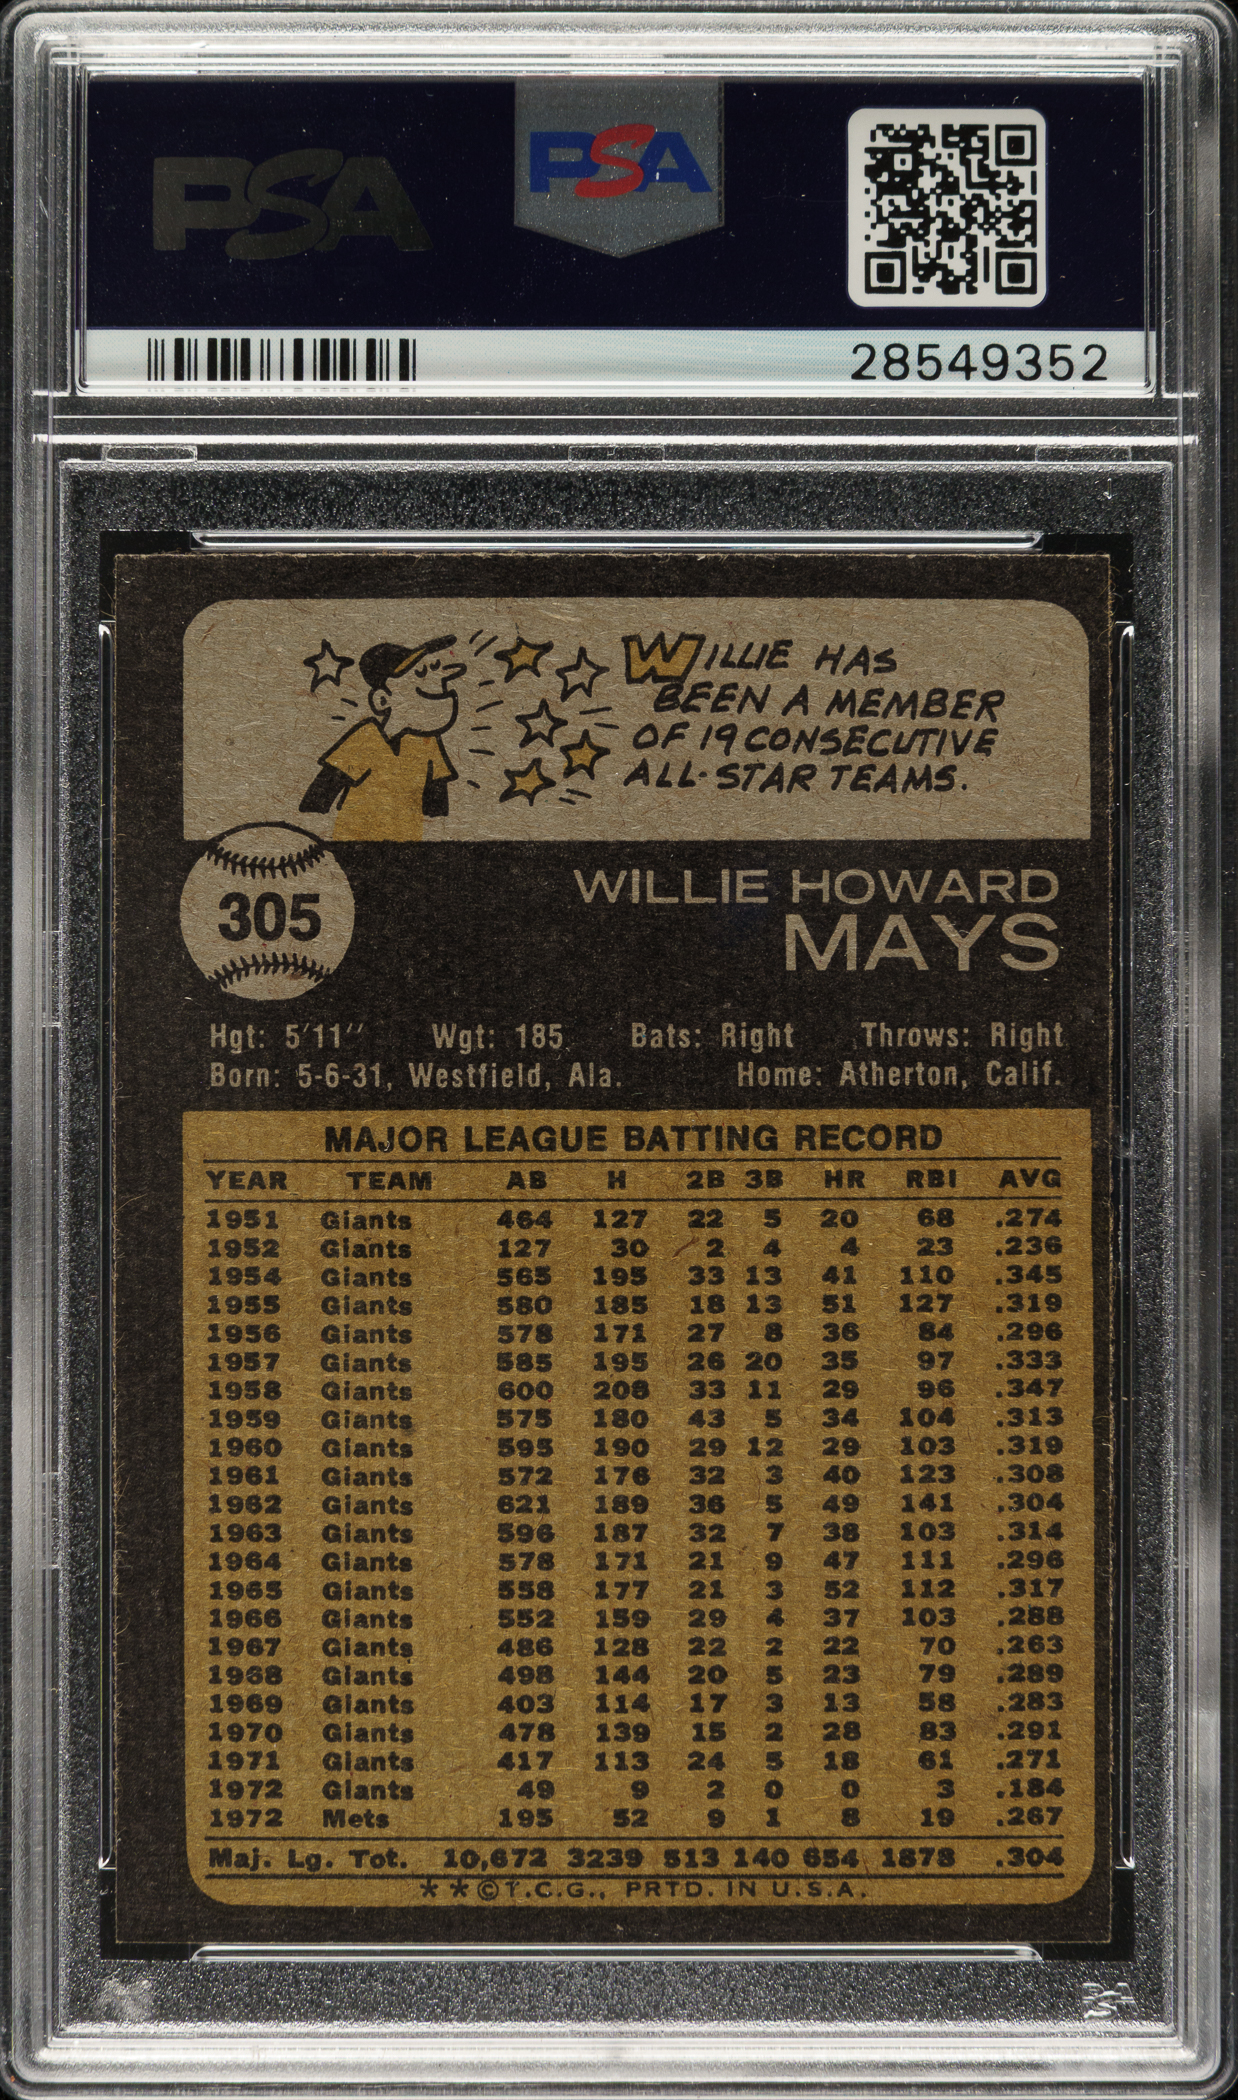 PSA
PSA
28549352
WILLIE HAS
BEEN A MEMBER
OF 19 CONSECUTIVE
ALL-STAR TEAMS.
305
WILLIE HOWARD
MAYS
Hgt: 5'11" Wgt: 185 Bats: Right Throws: Right
Born: 5-6-31, Westfield, Ala. Home: Atherton, Calif.
MAJOR LEAGUE BATTING RECORD
YEAR TEAM AB H 2B 3B HR RBI AVG
1951 Giants 464 127 22 5 20 68 .274
1952 Giants 127 30 2 4 4 23 .236
1954 Giants 565 195 33 13 41 110 .345
1955 Giants 580 185 18 13 51 127 .319
1956 Giants 578 171 27 8 36 84 .296
1957 Giants 585 195 26 20 35 97 .333
1958 Giants 600 208 33 11 29 96 .347
1959 Giants 575 180 43 5 34 104 .313
1960 Giants 595 190 29 12 29 103 .319
1961 Giants 572 176 32 3 40 123 .308
1962 Giants 621 189 36 5 49 141 .304
1963 Giants 596 187 32 7 38 103 .314
1964 Giants 578 171 21 9 47 111 .296
1965 Giants 558 177 21 3 52 112 .317
1966 Giants 552 159 29 4 37 103 .288
1967 Giants 486 128 22 2 22 70 .263
1968 Giants 498 144 20 5 23 79 .289
1969 Giants 403 114 17 3 13 58 .283
1970 Giants 478 139 15 2 28 83 .291
1971 Giants 417 113 24 5 18 61 .271
1972 Giants 49 9 2 0 0 3 .184
1972 Mets 195 52 9 1 8 19 .267
Maj. Lg. Tot. 10,672 3239 513 140 654 1878 .304
**©T.C.G., PRTD. IN U.S.A.
PSA